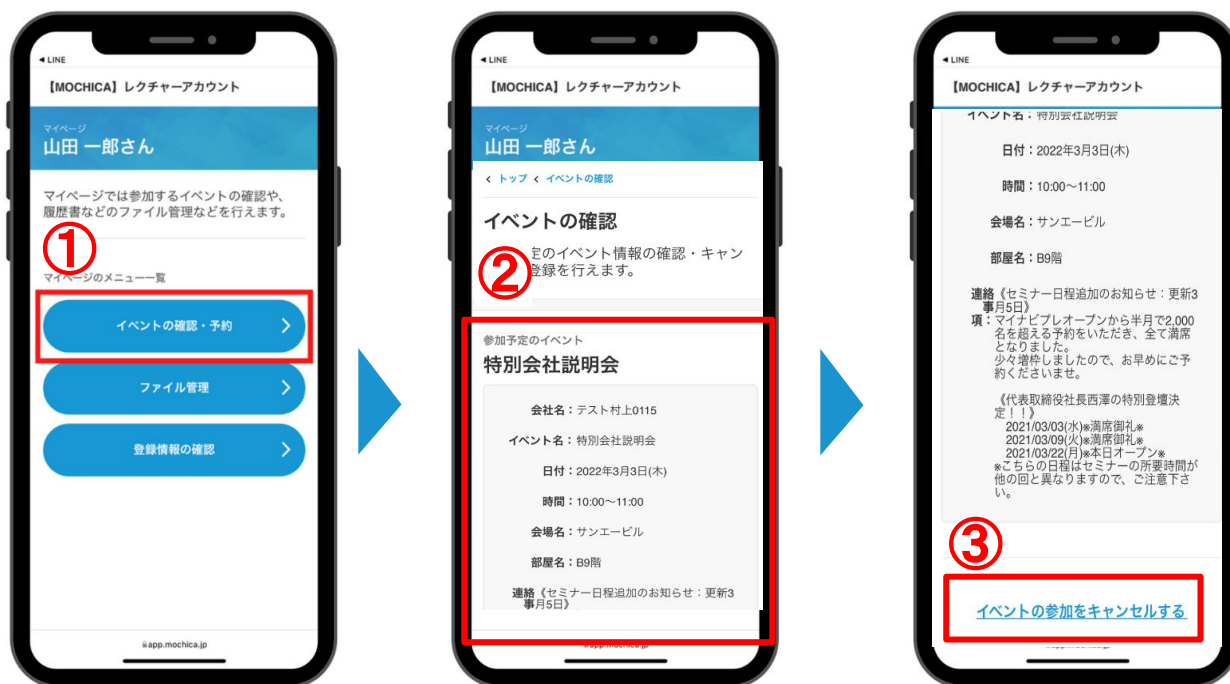 ◀ LINE
【MOCHICA】レクチャーアカウント
マイページ
山田 一郎さん
マイページでは参加するイベントの確認や、
履歴書などのファイル管理などを行えます。
①
マイページのメニュー一覧
イベントの確認・予約
ファイル管理
登録情報の確認
app.mochica.jp
◀ LINE
【MOCHICA】レクチャーアカウント
マイページ
山田 一郎さん
トップ イベントの確認
イベントの確認
定のイベント情報の確認・キャン
②
登録を行えます。
参加予定のイベント
特別会社説明会
会社名：テスト村上0115
イベント名：特別会社説明会
日付：2022年3月3日(木)
時間：10:00〜11:00
会場名：サンエービル
部屋名：B9階
連絡《セミナー日程追加のお知らせ：更新3
事月5日》
◀ LINE
【MOCHICA】レクチャーアカウント
イベント名：特別会社説明会
日付：2022年3月3日(木)
時間：10:00〜11:00
会場名：サンエービル
部屋名：B9階
連絡《セミナー日程追加のお知らせ：更新3
事月5日》
項：マイナビプレオープンから半月で2,000
名を超える予約をいただき、全て満席
となりました。
少々増枠しましたので、お早めにご予
約くださいませ。
《代表取締役社長西澤の特別登壇決
定！！》
2021/03/03(水)※満席御礼※
2021/03/09(火)※満席御礼※
2021/03/22(月)※本日オープン※
※こちらの日程はセミナーの所要時間が
他の回と異なりますので、ご注意下さ
い。
③
イベントの参加をキャンセルする